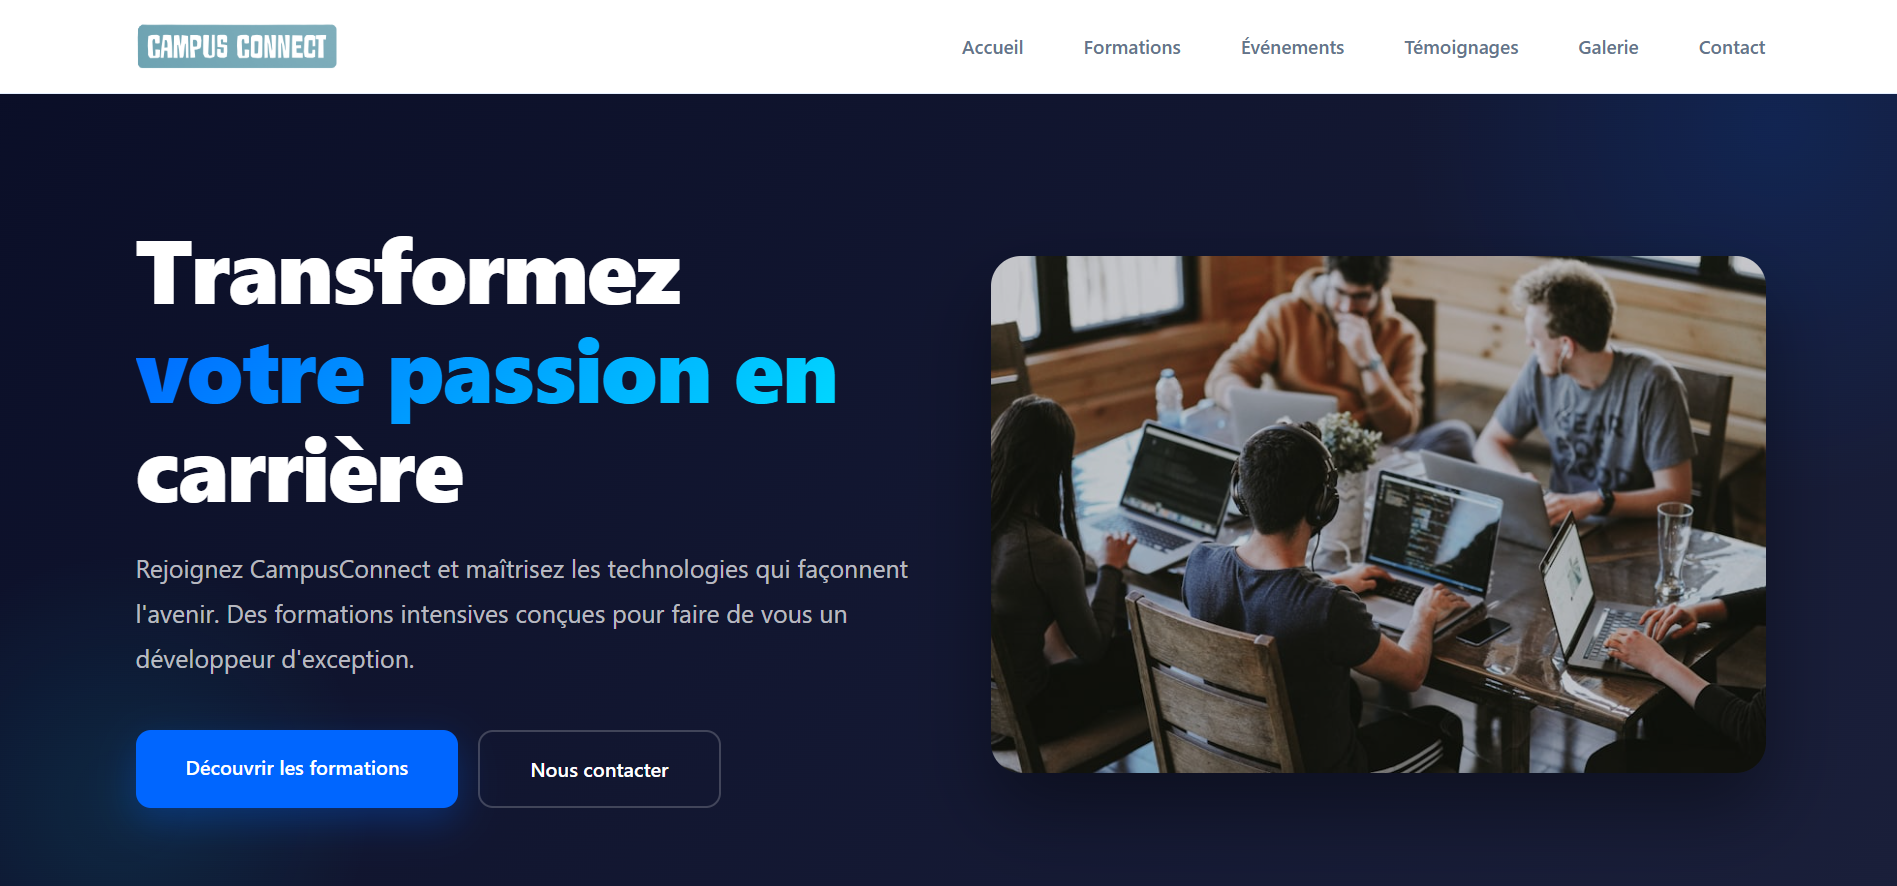 CAMPUS CONNECT
Accueil
Formations
Événements
Témoignages
Galerie
Contact
Transformez
votre passion en
carrière
Rejoignez CampusConnect et maîtrisez les technologies qui façonnent
l'avenir. Des formations intensives conçues pour faire de vous un
développeur d'exception.
Découvrir les formations
Nous contacter